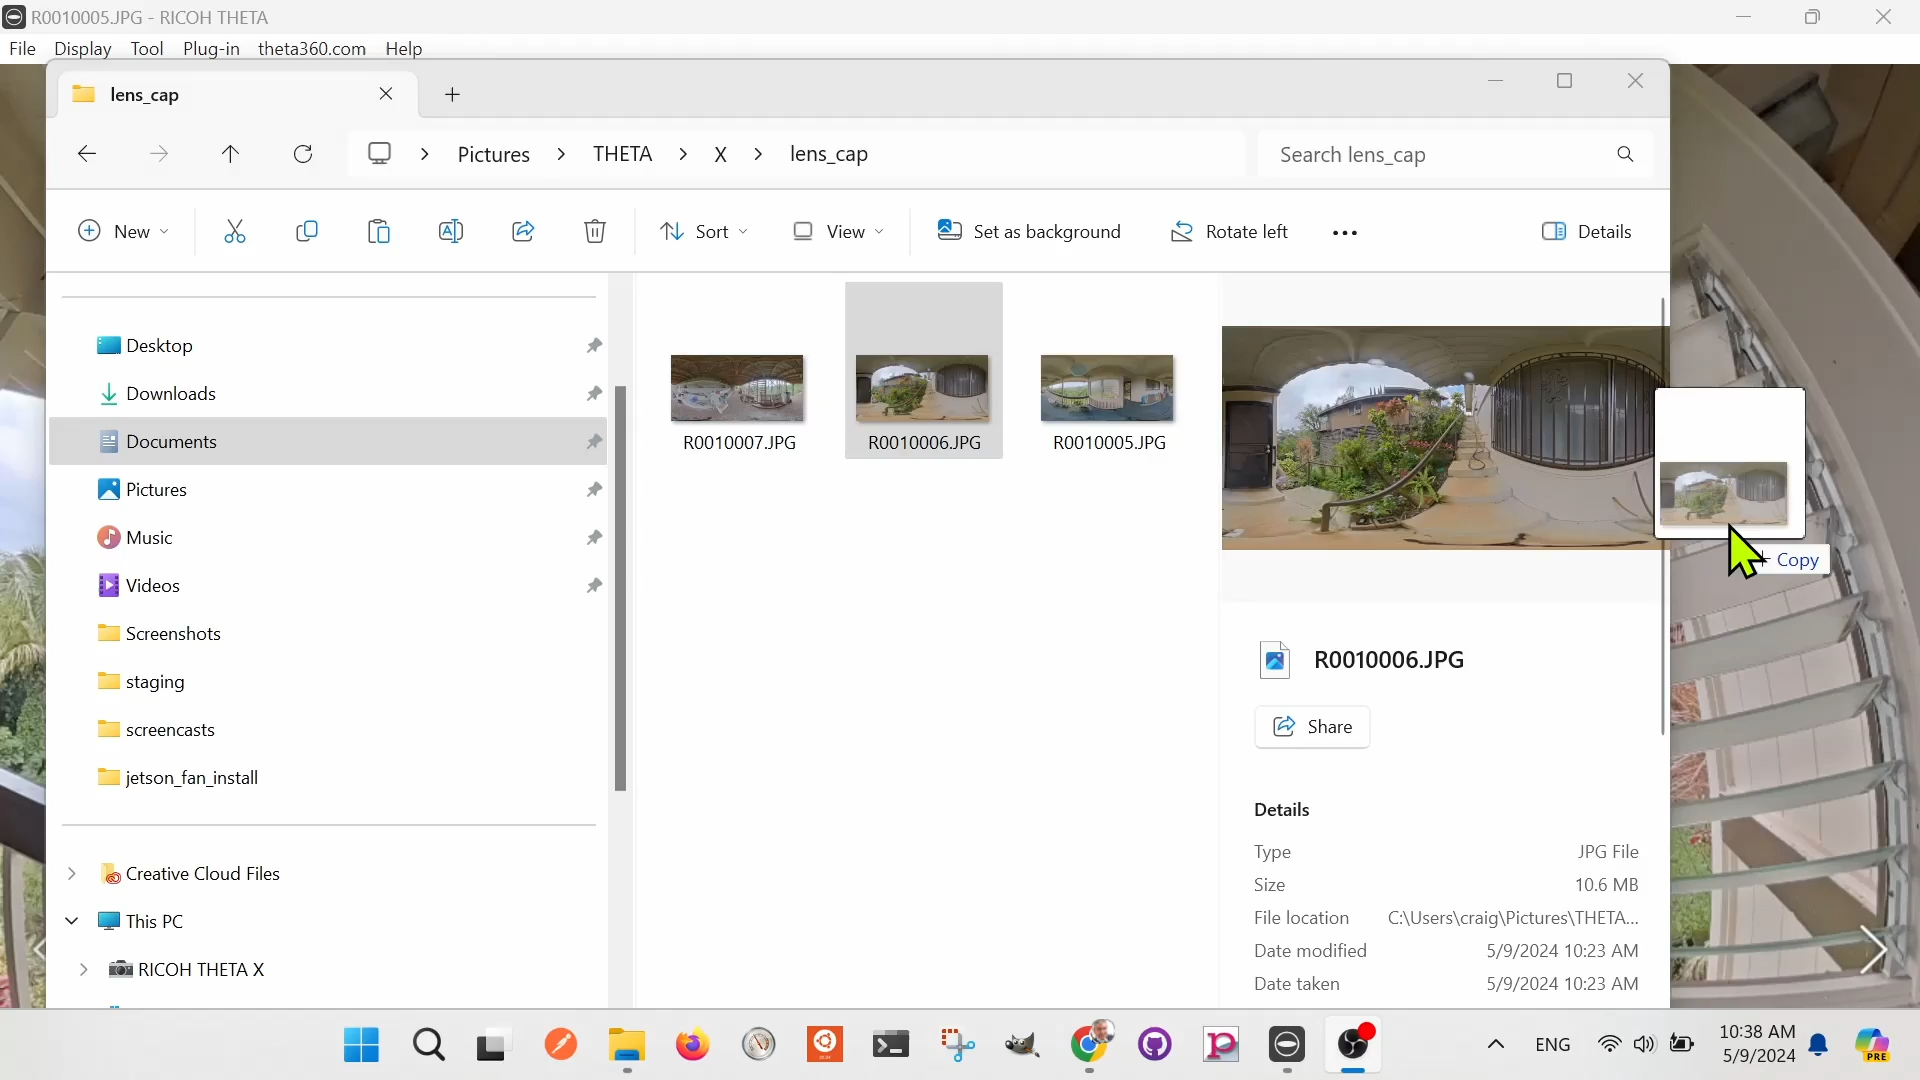 R0010005.JPG - RICOH THETA
File Display Tool Plug-in theta360.com Help
lens_cap
Pictures THETA X lens_cap
Search lens_cap
New Sort View Set as background Rotate left Details
Desktop
Downloads
Documents
Pictures
Music
Videos
Screenshots
staging
screencasts
jetson_fan_install
Creative Cloud Files
This PC
RICOH THETA X
R0010007.JPG R0010006.JPG R0010005.JPG
+ Copy
R0010006.JPG
Share
Details
Type JPG File
Size 10.6 MB
File location C:\Users\craig\Pictures\THETA...
Date modified 5/9/2024 10:23 AM
Date taken 5/9/2024 10:23 AM
ENG
10:38 AM
5/9/2024
PRE